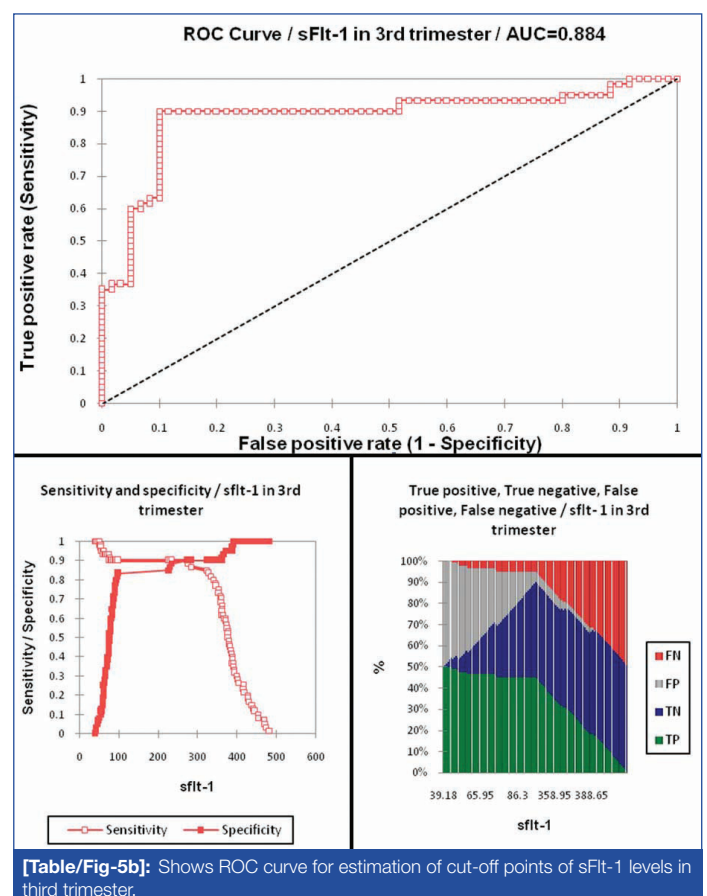 ROC Curve / sFlt-1 in 3rd trimester / AUC=0.884
True positive rate (Sensitivity)
1
0.9
0.8
0.7
0.6
0.5
0.4
0.3
0.2
0.1
0
0 0.1 0.2 0.3 0.4 0.5 0.6 0.7 0.8 0.9 1
False positive rate (1 - Specificity)
Sensitivity and specificity / sflt-1 in 3rd
trimester
Sensitivity / Specificity
1
0.9
0.8
0.7
0.6
0.5
0.4
0.3
0.2
0.1
0
0 100 200 300 400 500 600
sflt-1
Sensitivity Specificity
True positive, True negative, False
positive, False negative / sflt- 1 in 3rd
trimester
%
100%
90%
80%
70%
60%
50%
40%
30%
20%
10%
0%
39.18 65.95 86.3 358.95 388.65
sflt-1
FN
FP
TN
TP
[Table/Fig-5b]: Shows ROC curve for estimation of cut-off points of sFlt-1 levels in
third trimester.